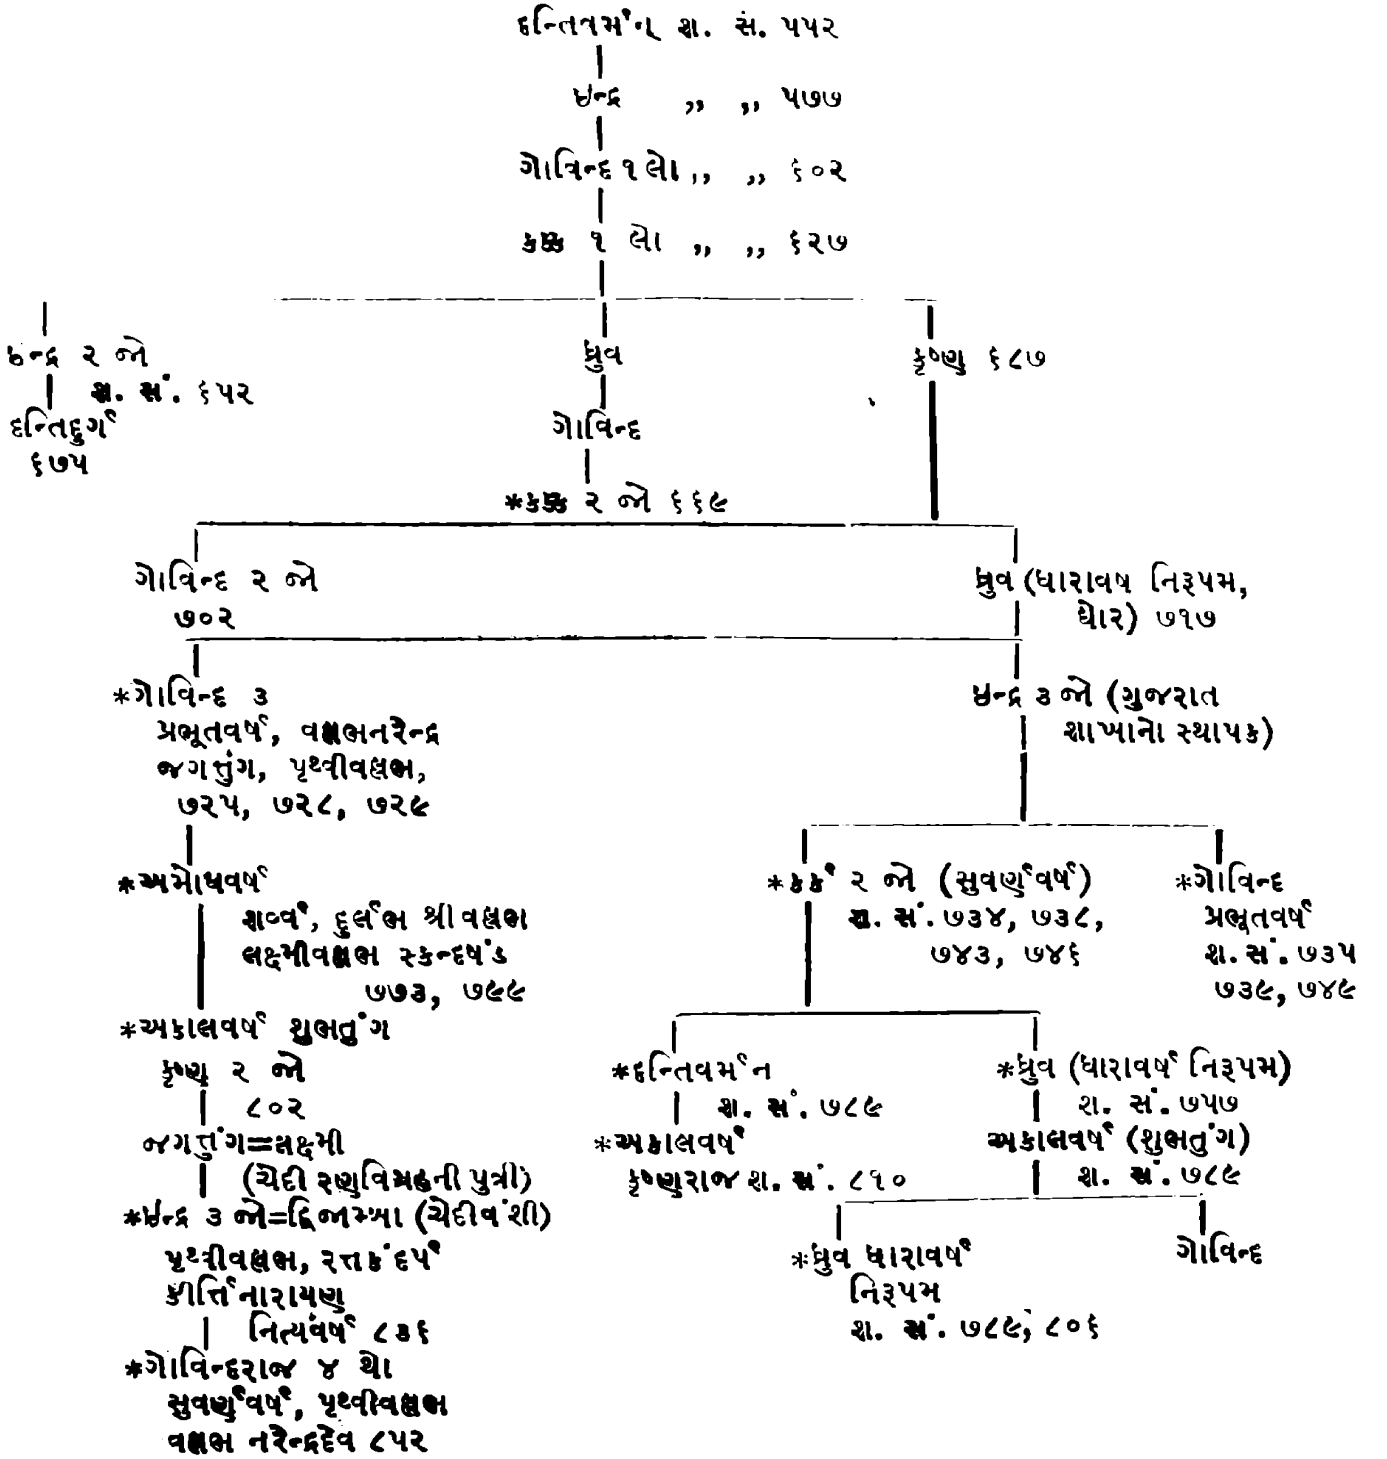 દન્તિવર્મન્ શ. સં. ૫૫૨
ઇન્દ્ર ,, ,, ૫૭૭
ગોવિન્દ ૧ લો ,, ,, ૬૦૨
કક્ક ૧ લો ,, ,, ૬૨૭
ઇન્દ્ર ૨ જો
શ. સં. ૬૫૨
દન્તિદુર્ગ
૬૭૫
ધ્રુવ
ગોવિન્દ
*કક્ક ૨ જો ૬૬૯
કૃષ્ણ ૬૮૭
ગોવિન્દ ૨ જો
૭૦૨
ધ્રુવ (ધારાવષ નિરૂપમ,
ધોર) ૭૧૭
*ગોવિન્દ ૩
પ્રભૂતવર્ષ, વલ્લભનરેન્દ્ર
જગત્તુંગ, પૃથ્વીવલ્લભ,
૭૨૫, ૭૨૮, ૭૨૯
ઇન્દ્ર ૩ જો (ગુજરાત
શાખાનો સ્થાપક)
*અમોઘવર્ષ
શર્વ્વ, દુર્લભ શ્રીવલ્લભ
લક્ષ્મીવલ્લભ સ્કન્દષંડ
૭૭૩, ૭૯૯
*અકાલવર્ષ શુભતુંગ
કૃષ્ણ ૨ જો
૮૦૨
જગત્તુંગ=લક્ષ્મી
(ચેદી રણવિગ્રહની પુત્રી)
*ઇન્દ્ર ૩ જો=દ્વિજામ્બા (ચેદીવંશી)
પૃથ્વીવલ્લભ, રત્તકંદર્પ
કીર્ત્તિનારાયણ
નિત્યંવર્ષ ૮૩૬
*ગોવિન્દરાજ ૪ થો
સુવર્ણવર્ષ, પૃથ્વીવલ્લભ
વલ્લભ નરેન્દ્રદેવ ૮૫૨
*કર્ક ૨ જો (સુવર્ણવર્ષ)
શ. સં. ૭૩૪, ૭૩૮,
૭૪૩, ૭૪૬
*ગોવિન્દ
પ્રભૂતવર્ષ
શ. સં. ૭૩૫
૭૩૯, ૭૪૯
*દન્તિવર્મન
શ. સં. ૭૮૯
*અકાલવર્ષ
કૃષ્ણરાજ શ. સં. ૮૧૦
*ધ્રુવ (ધારાવર્ષ નિરૂપમ)
શ. સં. ૭૫૭
અકાલવર્ષ (શુભતુંગ)
શ. સં. ૭૮૯
*ધ્રુવ ધારાવર્ષ
નિરૂપમ
શ. સં. ૭૮૯, ૮૦૬
ગોવિન્દ